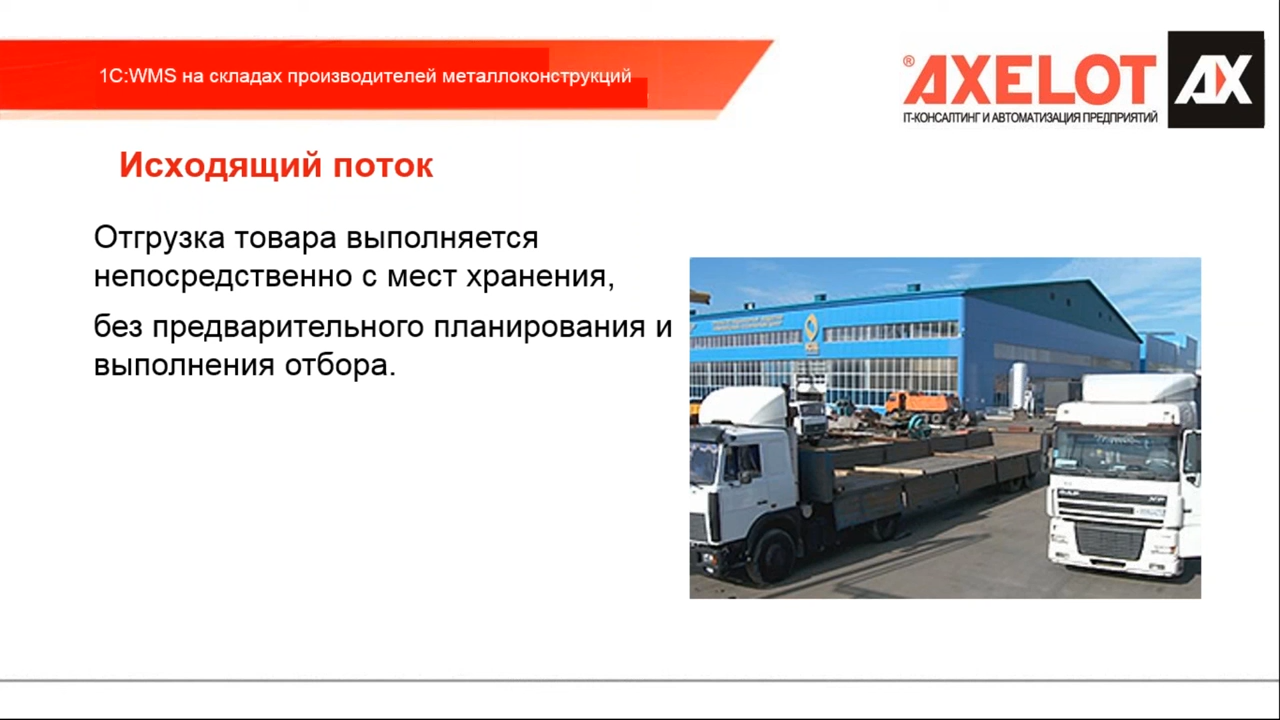 1C:WMS на складах производителей металлоконструкций
®AXELOT AX
IT-КОНСАЛТИНГ И АВТОМАТИЗАЦИЯ ПРЕДПРИЯТИЙ
Исходящий поток
Отгрузка товара выполняется
непосредственно с мест хранения,
без предварительного планирования и
выполнения отбора.